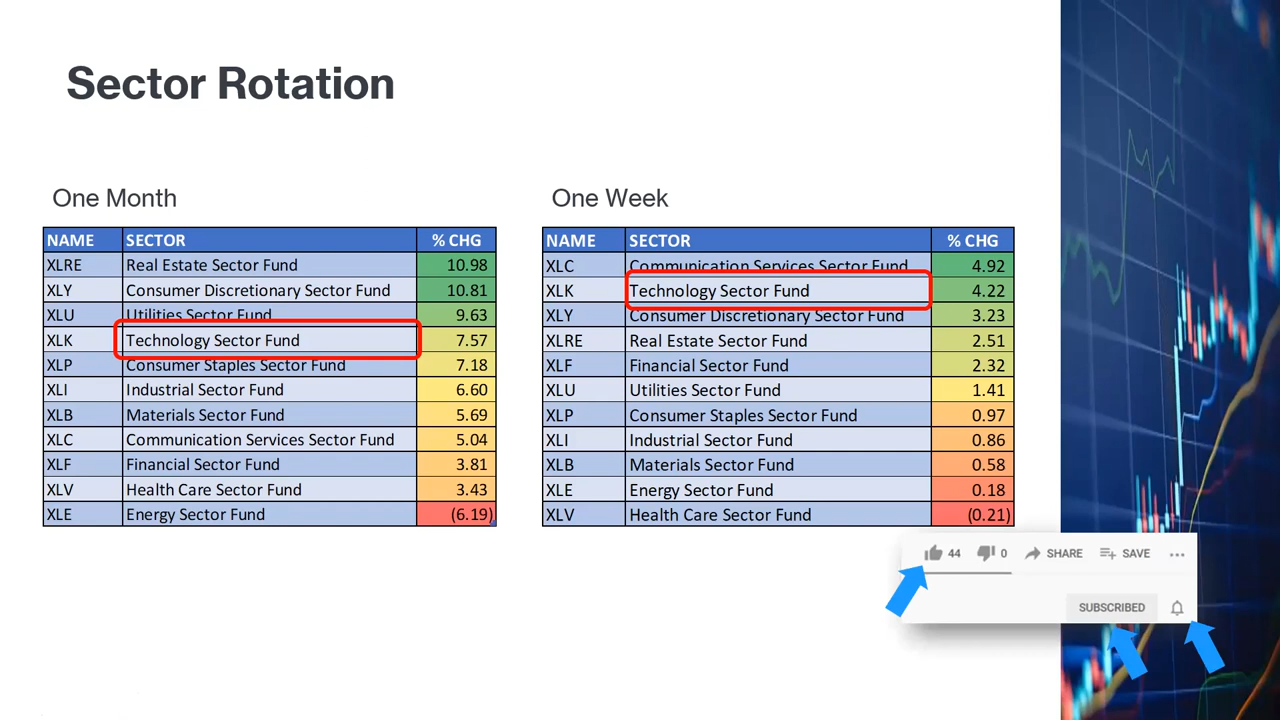 Sector Rotation
One Month
NAME SECTOR % CHG
XLRE Real Estate Sector Fund 10.98
XLY Consumer Discretionary Sector Fund 10.81
XLU Utilities Sector Fund 9.63
XLK Technology Sector Fund 7.57
XLP Consumer Staples Sector Fund 7.18
XLI Industrial Sector Fund 6.60
XLB Materials Sector Fund 5.69
XLC Communication Services Sector Fund 5.04
XLF Financial Sector Fund 3.81
XLV Health Care Sector Fund 3.43
XLE Energy Sector Fund (6.19)
One Week
NAME SECTOR % CHG
XLC Communication Services Sector Fund 4.92
XLK Technology Sector Fund 4.22
XLY Consumer Discretionary Sector Fund 3.23
XLRE Real Estate Sector Fund 2.51
XLF Financial Sector Fund 2.32
XLU Utilities Sector Fund 1.41
XLP Consumer Staples Sector Fund 0.97
XLI Industrial Sector Fund 0.86
XLB Materials Sector Fund 0.58
XLE Energy Sector Fund 0.18
XLV Health Care Sector Fund (0.21)
44 0 SHARE SAVE
SUBSCRIBED